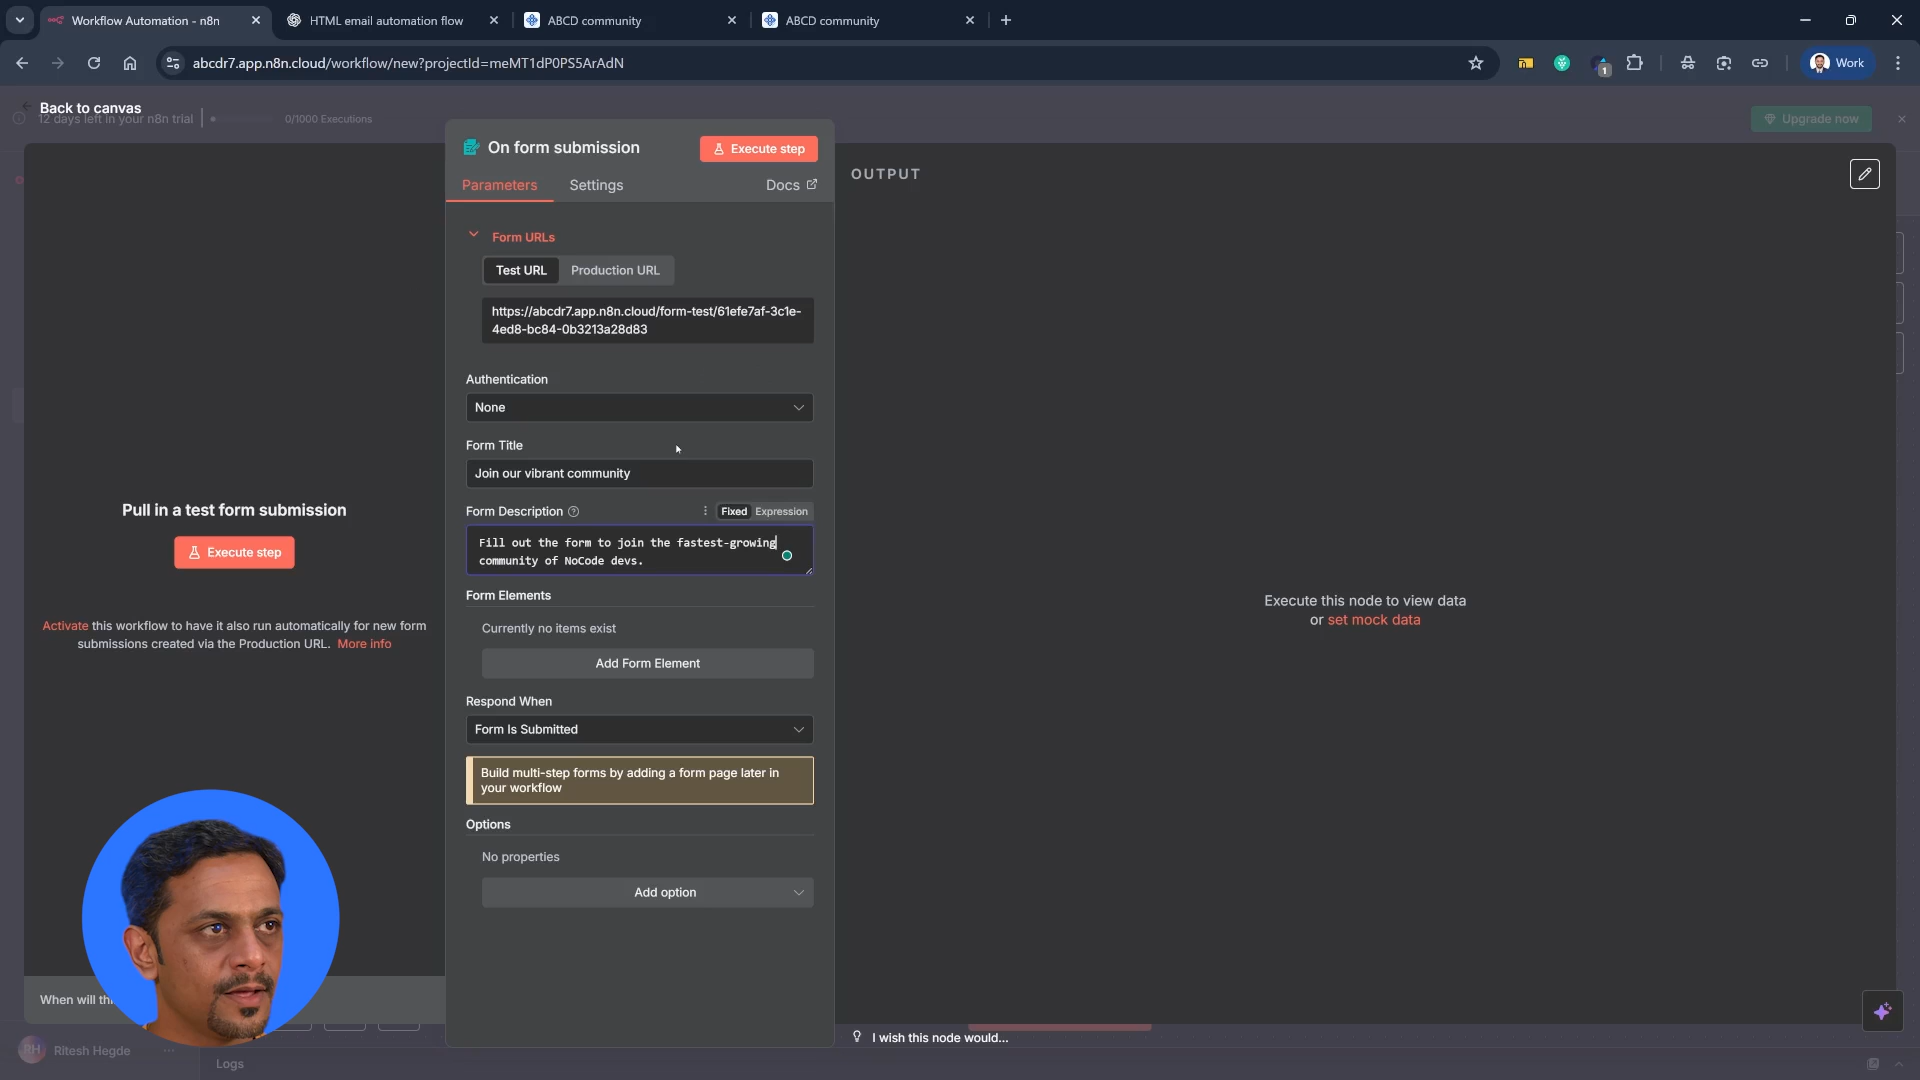 Workflow Automation - n8n
HTML email automation flow
ABCD community
ABCD community
abcdr7.app.n8n.cloud/workflow/new?projectId=meMT1dP0PS5ArAdN
1
Work
Back to canvas
12 days left in your n8n trial
0/1000 Executions
Upgrade now
On form submission
Execute step
Parameters
Settings
Docs
OUTPUT
Form URLs
Test URL
Production URL
https://abcdr7.app.n8n.cloud/form-test/61efe7af-3c1e-
4ed8-bc84-0b3213a28d83
Authentication
None
Form Title
Join our vibrant community
Form Description
Fixed
Expression
Fill out the form to join the fastest-growing
community of NoCode devs.
Form Elements
Currently no items exist
Add Form Element
Respond When
Form Is Submitted
Build multi-step forms by adding a form page later in
your workflow
Options
No properties
Add option
Pull in a test form submission
Execute step
Activate this workflow to have it also run automatically for new form
submissions created via the Production URL. More info
Execute this node to view data
or set mock data
When will
I wish this node would...
RH
Ritesh Hegde
Logs